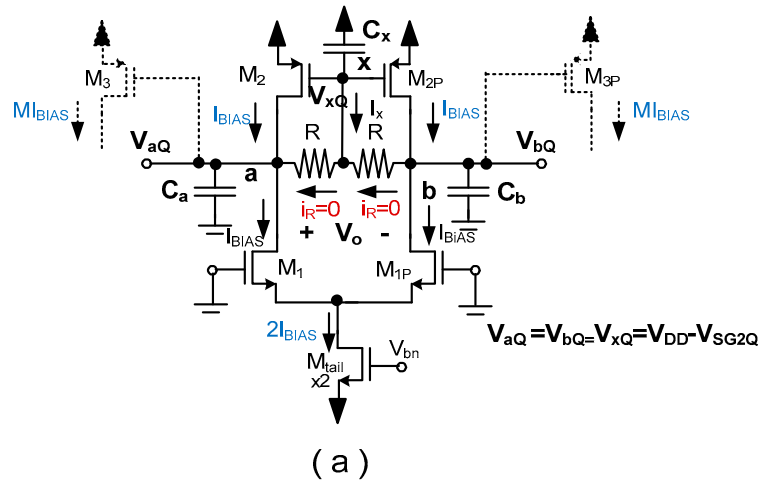 Cx
x
M3
M2
M2P
M3P
VxQ
MIBIAS
IBIAS
Ix
IBIAS
MIBIAS
VaQ
R
R
VbQ
a
b
Ca
Cb
iR=0
iR=0
IBIAS
+ Vo -
IBiAS
M1
M1P
2IBIAS
VaQ =VbQ=VxQ=VDD-VSG2Q
Mtail
x2
Vbn
( a )